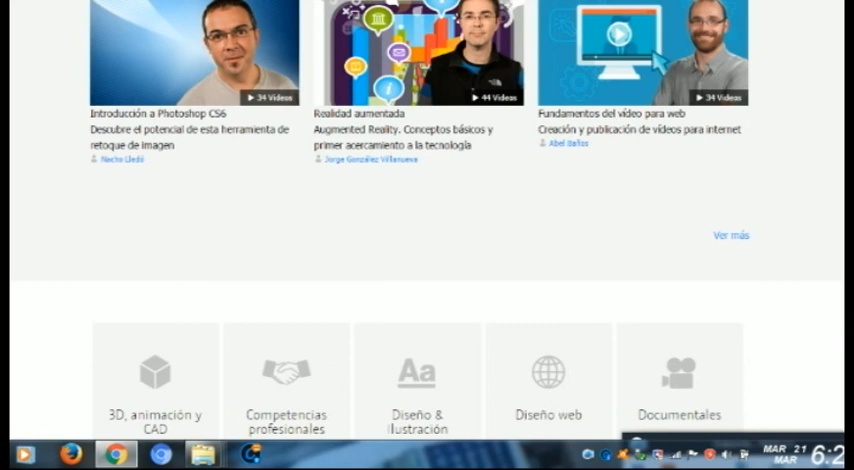 34 Videos
44 Videos
34 Videos
Introducción a Photoshop CS6
Realidad aumentada
Fundamentos del vídeo para web
Descubre el potencial de esta herramienta de
retoque de imagen
Augmented Reality. Conceptos básicos y
primer acercamiento a la tecnología
Creación y publicación de vídeos para internet
Nacho Lledó
Jorge González Villanueva
Abel Baños
Ver más
3D, animación y
CAD
Competencias
profesionales
Aa
Diseño &
ilustración
Diseño web
Documentales
MAR 21
MAR
6:2